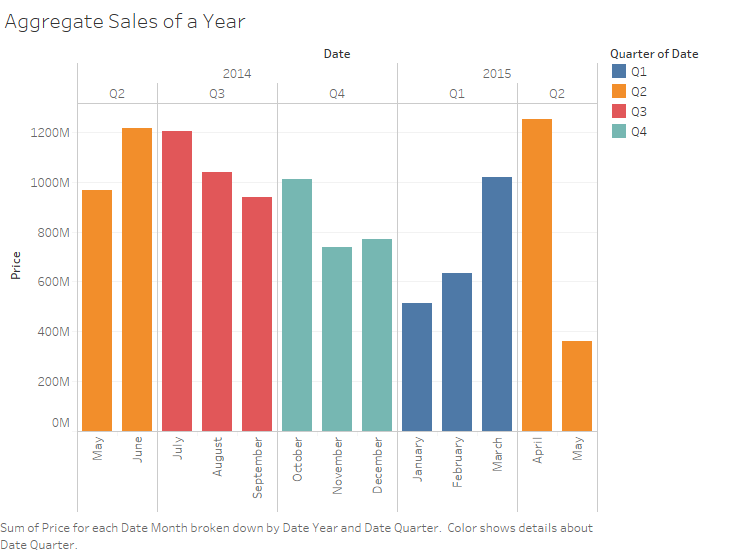 Aggregate Sales of a Year
Date
Quarter of Date
2014
2015
Q1
Q2
Q3
Q4
Q2
Q3
Q4
Q1
Q2
1200M
1000M
800M
600M
400M
200M
0M
Price
May
June
July
August
September
October
November
December
January
February
March
April
May
Sum of Price for each Date Month broken down by Date Year and Date Quarter.  Color shows details about
Date Quarter.